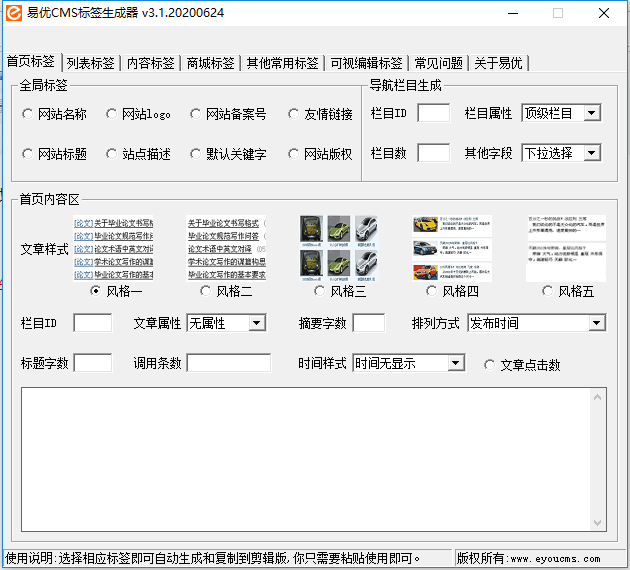 易优CMS标签生成器 v3.1.20200624
首页标签 列表标签 内容标签 商城标签 其他常用标签 可视编辑标签 常见问题 关于易优
全局标签
网站名称 网站logo 网站备案号 友情链接
网站标题 站点描述 默认关键字 网站版权
导航栏目生成
栏目ID 栏目属性 顶级栏目
栏目数 其他字段 下拉选择
首页内容区
文章样式
[论文]关于毕业论文书写格
[论文]毕业论文规范写作问
[论文]论文术语中英文对译
[论文]学术论文写作的谋篇
[论文]毕业论文写作的基本
关于毕业论文书写格式
毕业论文规范写作问答
论文术语中英文对译
学术论文写作的谋篇构思
毕业论文写作的基本要求
风格一 风格二 风格三 风格四 风格五
栏目ID 文章属性 无属性 摘要字数 排列方式 发布时间
标题字数 调用条数 时间样式 时间无显示 文章点击数
使用说明:选择相应标签即可自动生成和复制到剪辑版,你只需要粘贴使用即可。 版权所有:www.eyoucms.com